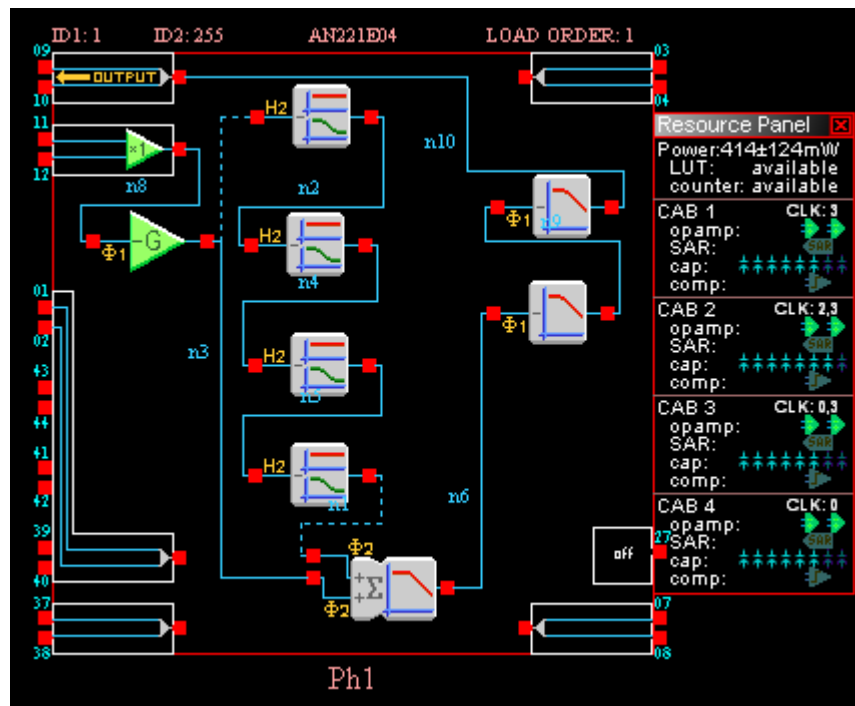 ID1: 1 ID2: 255 AN221E04 LOAD ORDER: 1
09
03
OUTPUT
10
04
H2
11
Resource Panel
n10
×1
Power:414±124mW
LUT: available
12
n8
n2
counter: available
CAB 1 CLK: 3
Φ1
n9
opamp:
-G
H2
SAR:
SAR
Φ1
cap:
n4
comp:
01
CAB 2 CLK: 2,3
Φ1
opamp:
02
SAR:
SAR
n3
H2
cap:
43
comp:
CAB 3 CLK: 0,3
44
opamp:
SAR:
SAR
41
H2
cap:
n1
n6
comp:
42
CAB 4 CLK: 0
39
opamp:
27
SAR:
SAR
Φ2
off
cap:
40
+
Σ
+
comp:
37
Φ2
07
38
08
Ph1